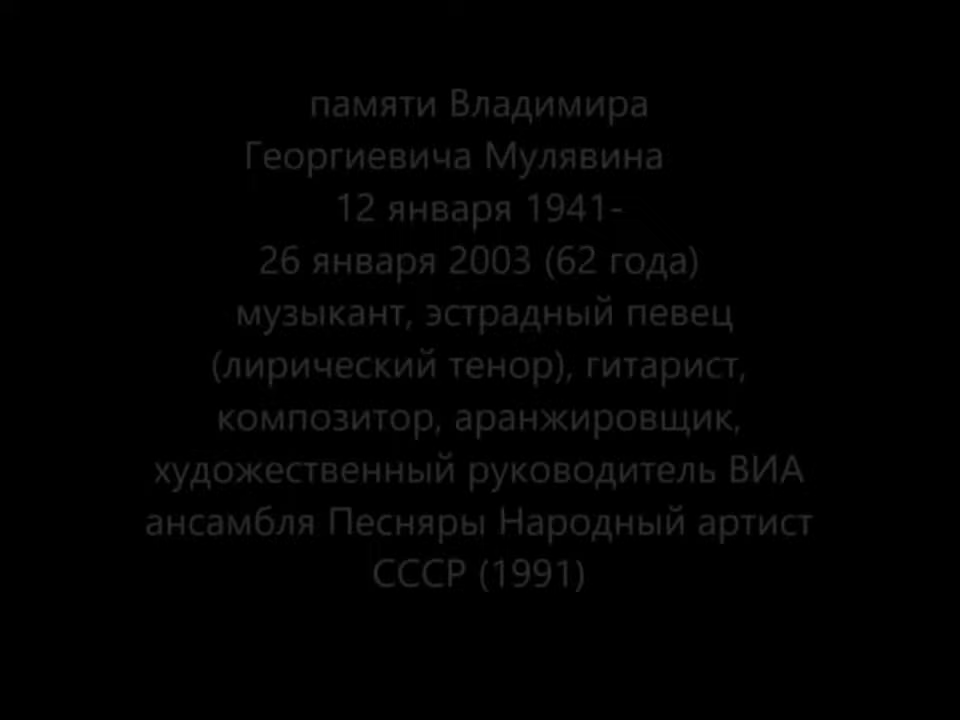 памяти Владимира
Георгиевича Мулявина
12 января 1941-
26 января 2003 (62 года)
музыкант, эстрадный певец
(лирический тенор), гитарист,
композитор, аранжировщик,
художественный руководитель ВИА
ансамбля Песняры Народный артист
СССР (1991)